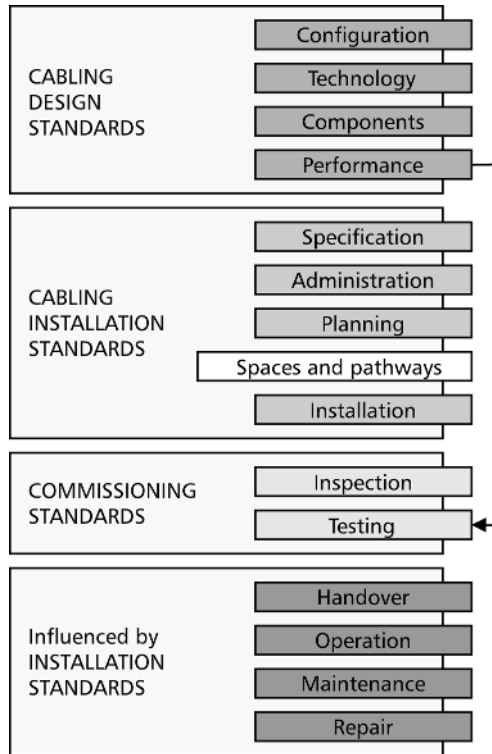 CABLING
DESIGN
STANDARDS
Configuration
Technology
Components
Performance
CABLING
INSTALLATION
STANDARDS
Specification
Administration
Planning
Spaces and pathways
Installation
COMMISSIONING
STANDARDS
Inspection
Testing
Influenced by
INSTALLATION
STANDARDS
Handover
Operation
Maintenance
Repair